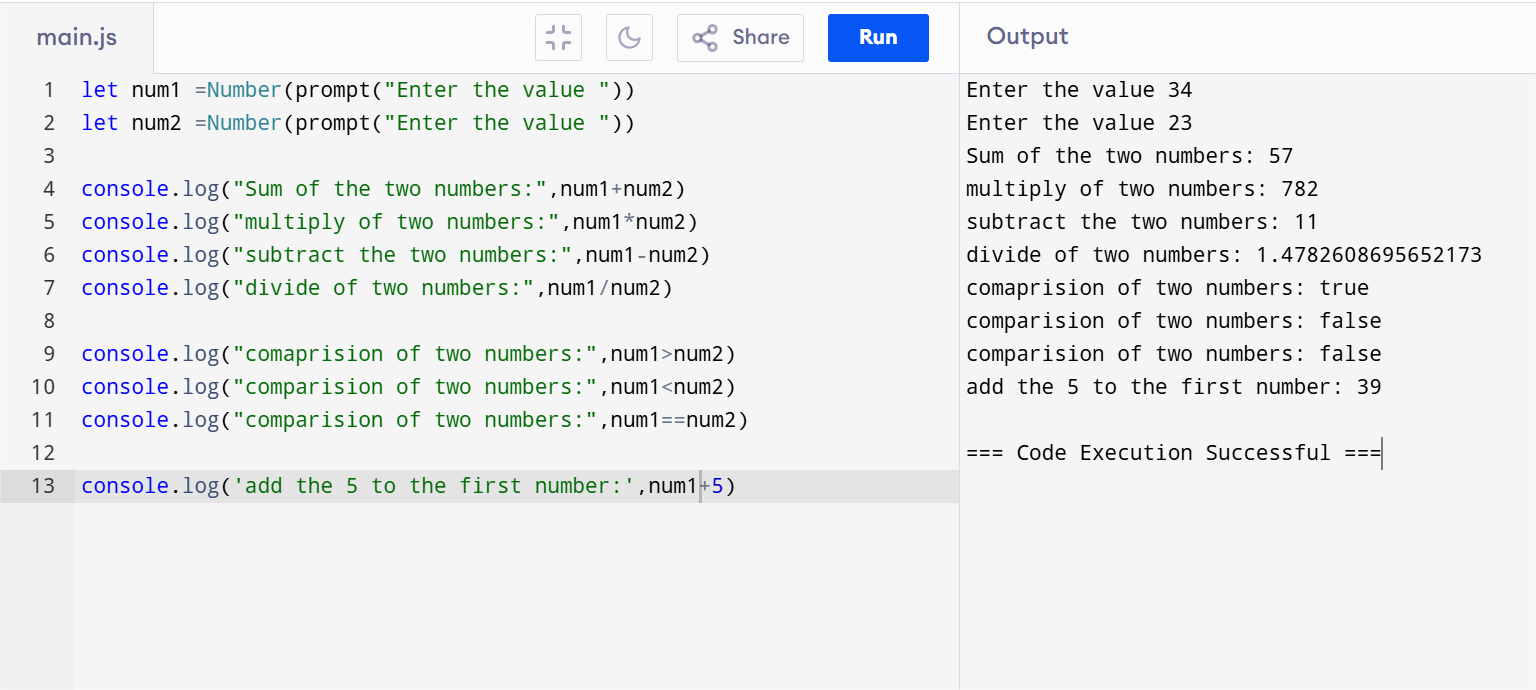 main.js
Share
Run
Output
1 let num1 =Number(prompt("Enter the value "))
2 let num2 =Number(prompt("Enter the value "))
3
4 console.log("Sum of the two numbers:",num1+num2)
5 console.log("multiply of two numbers:",num1*num2)
6 console.log("subtract the two numbers:",num1-num2)
7 console.log("divide of two numbers:",num1/num2)
8
9 console.log("comaprision of two numbers:",num1>num2)
10 console.log("comparision of two numbers:",num1<num2)
11 console.log("comparision of two numbers:",num1==num2)
12
13 console.log('add the 5 to the first number:',num1+5)
Enter the value 34
Enter the value 23
Sum of the two numbers: 57
multiply of two numbers: 782
subtract the two numbers: 11
divide of two numbers: 1.4782608695652173
comaprision of two numbers: true
comparision of two numbers: false
comparision of two numbers: false
add the 5 to the first number: 39
=== Code Execution Successful ===